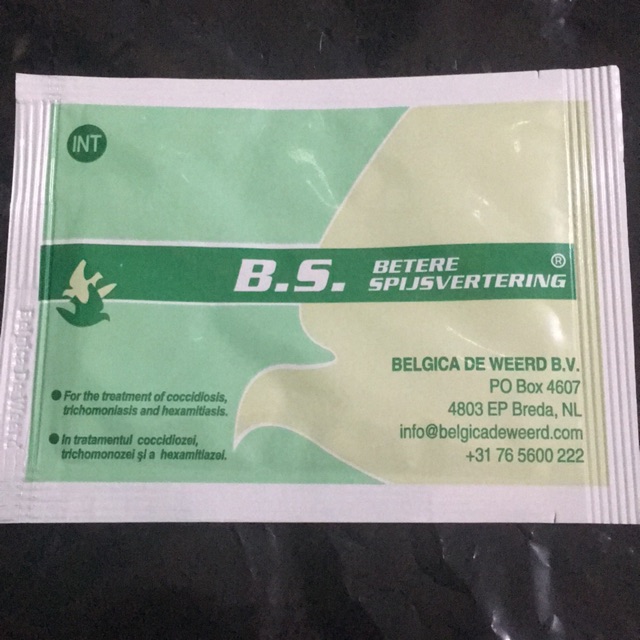 INT
B.S. BETERE SPIJSVERTERING®
BELGICA DE WEERD B.V.
PO Box 4607
4803 EP Breda, NL
info@belgicadeweerd.com
+31 76 5600 222
● For the treatment of coccidiosis,
trichomoniasis and hexamitiasis.
● In tratamentul coccidiozei,
trichomonozei şi a hexamitiazei.